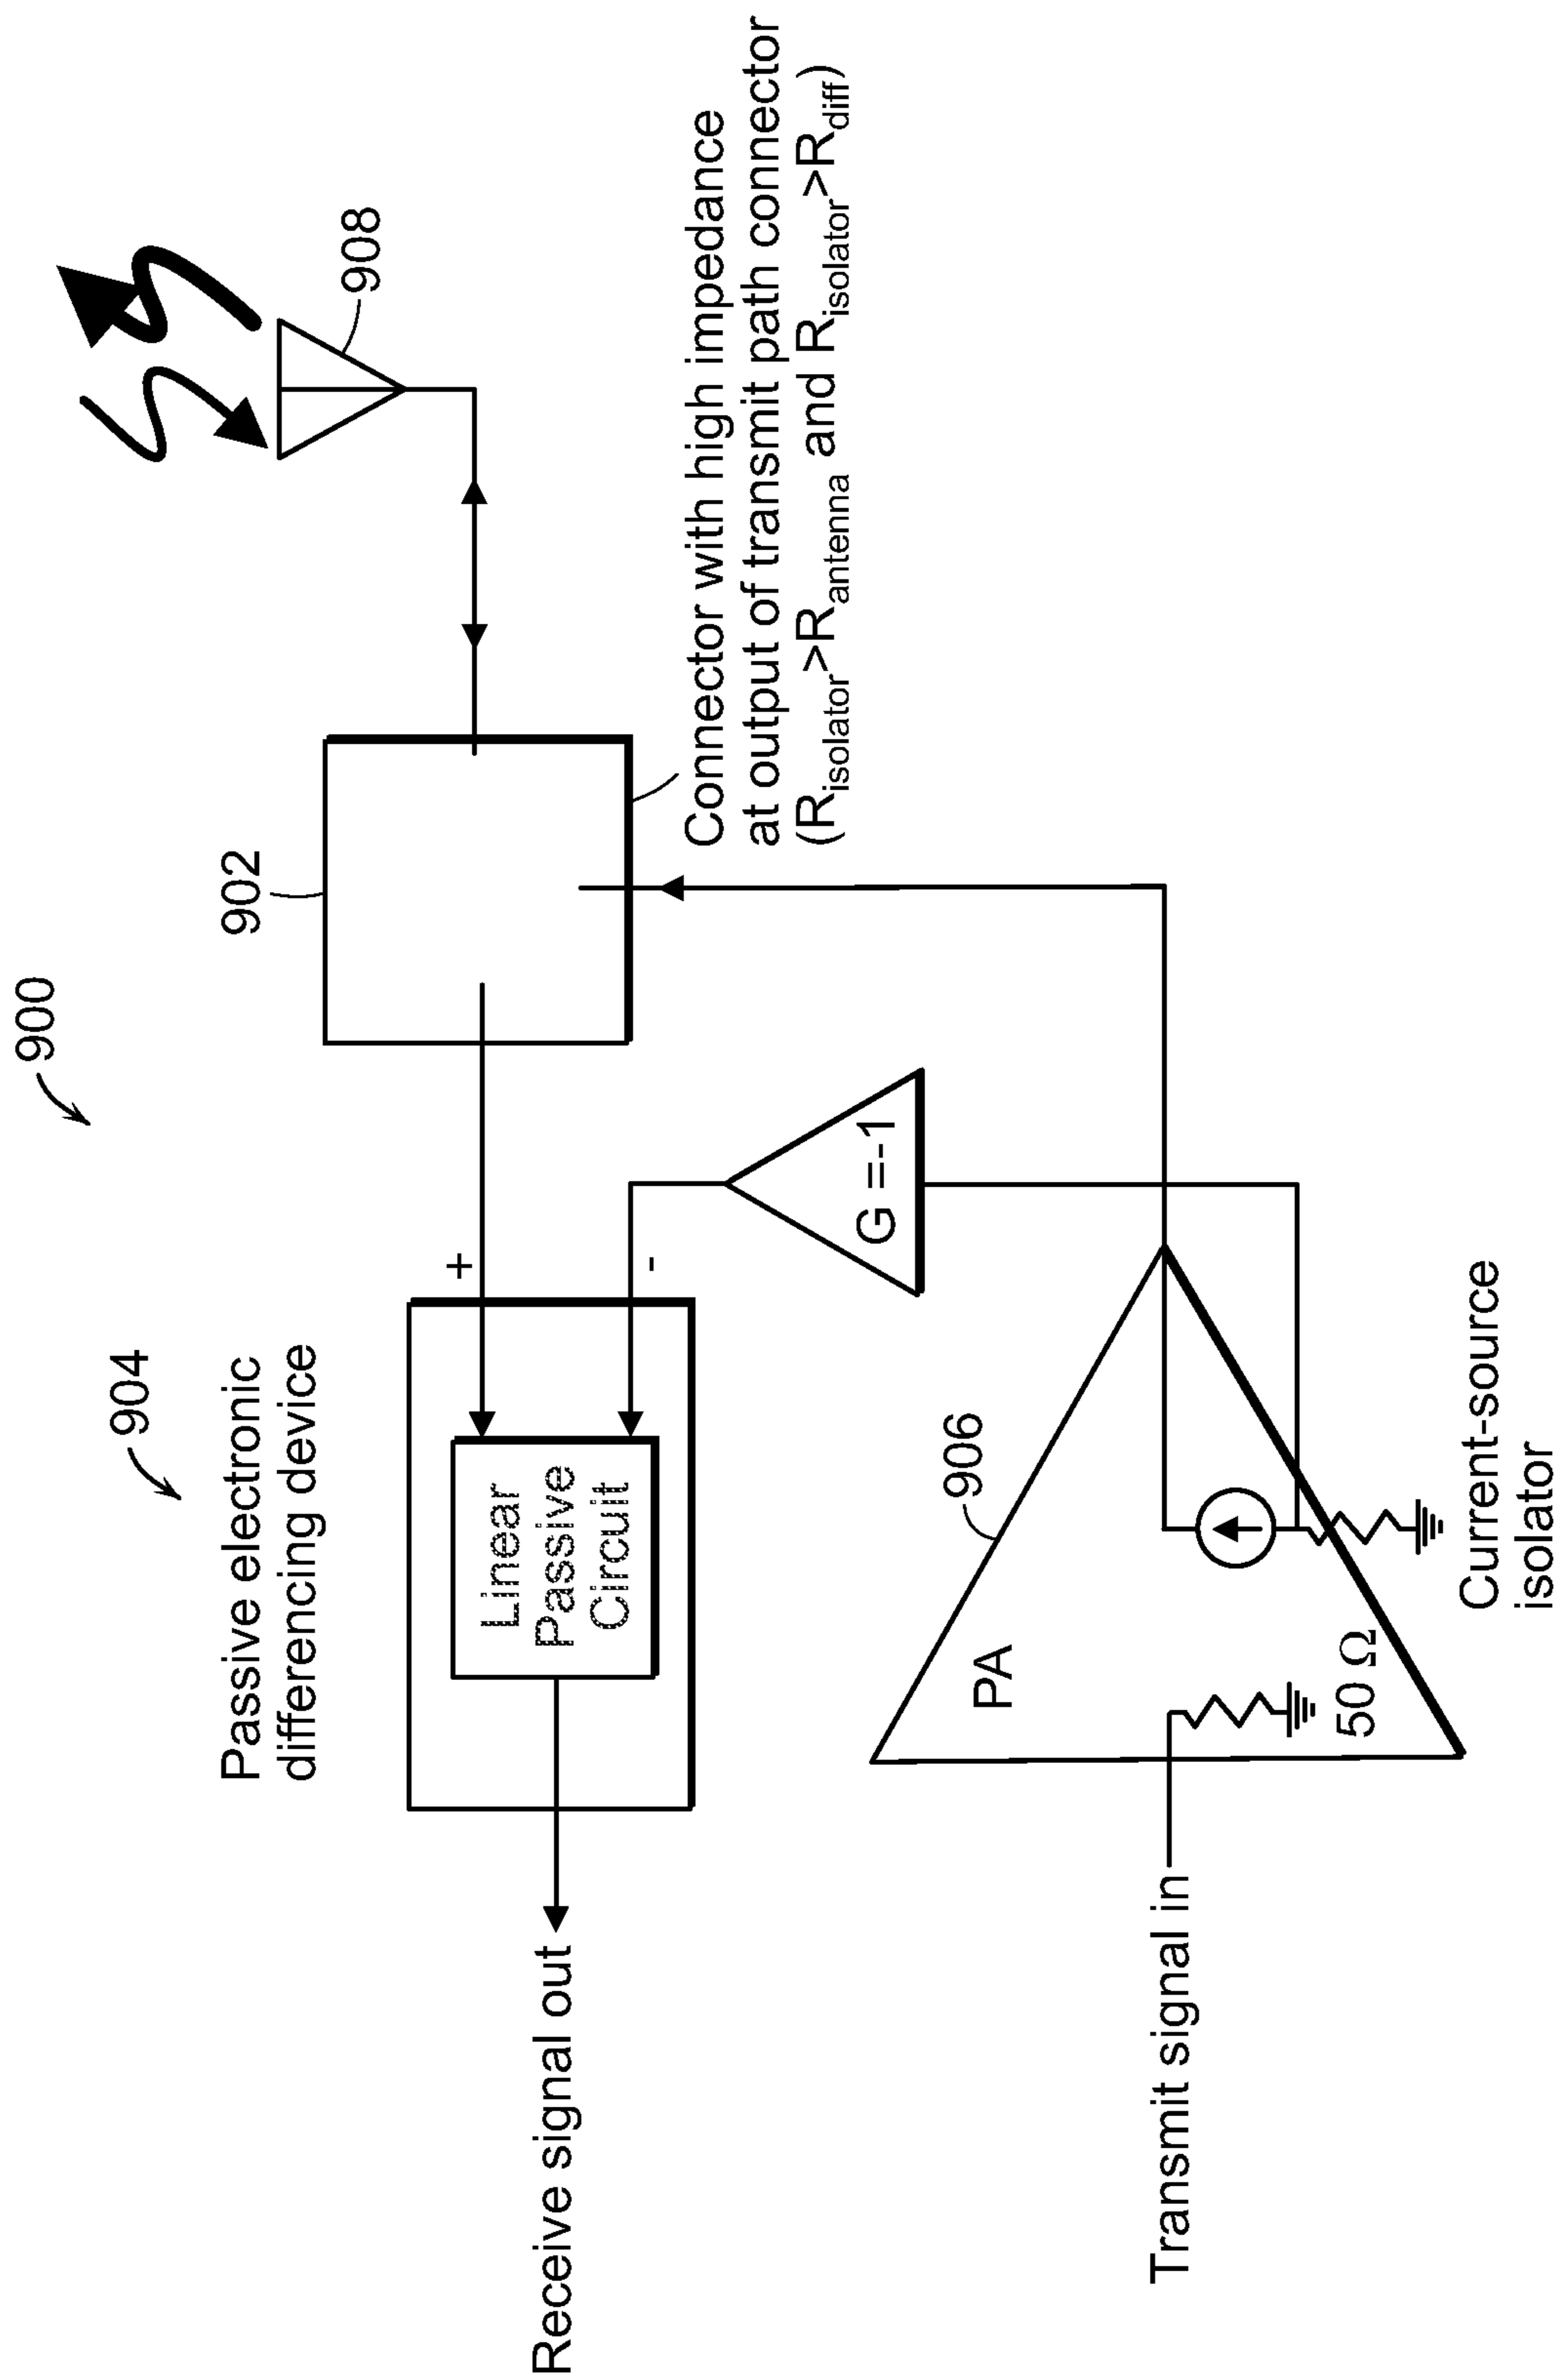 900
904
Passive electronic
differencing device
902
908
+
-
Linear
Passive
Circuit
Receive signal out
Connector with high impedance
at output of transmit path connector
(Risolator>Rantenna and Risolator>Rdiff)
G =-1
906
PA
50 Ω
Transmit signal in
Current-source
isolator